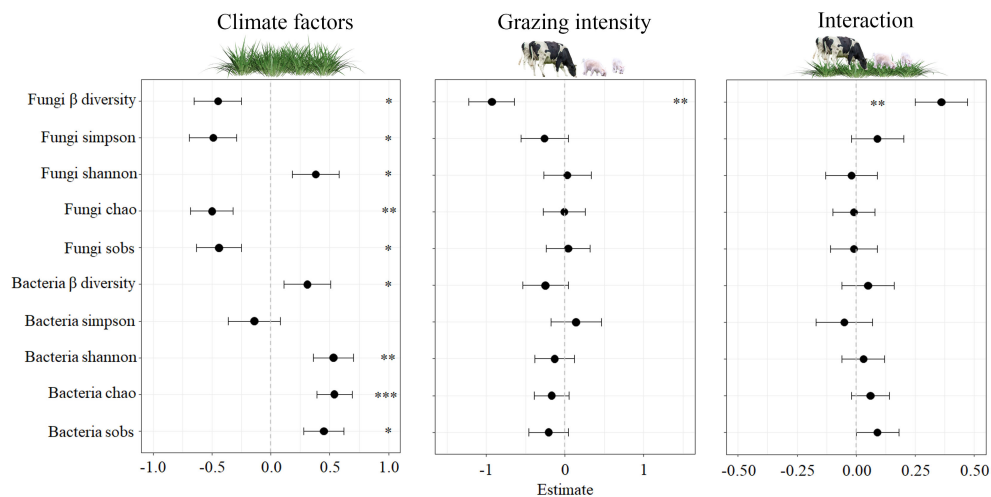 Climate factors Grazing intensity Interaction
Fungi β diversity * ** **
Fungi simpson *
Fungi shannon *
Fungi chao **
Fungi sobs *
Bacteria β diversity *
Bacteria simpson
Bacteria shannon **
Bacteria chao ***
Bacteria sobs *
-1.0 -0.5 0.0 0.5 1.0 -1 0 1 -0.50 -0.25 0.00 0.25 0.50
Estimate